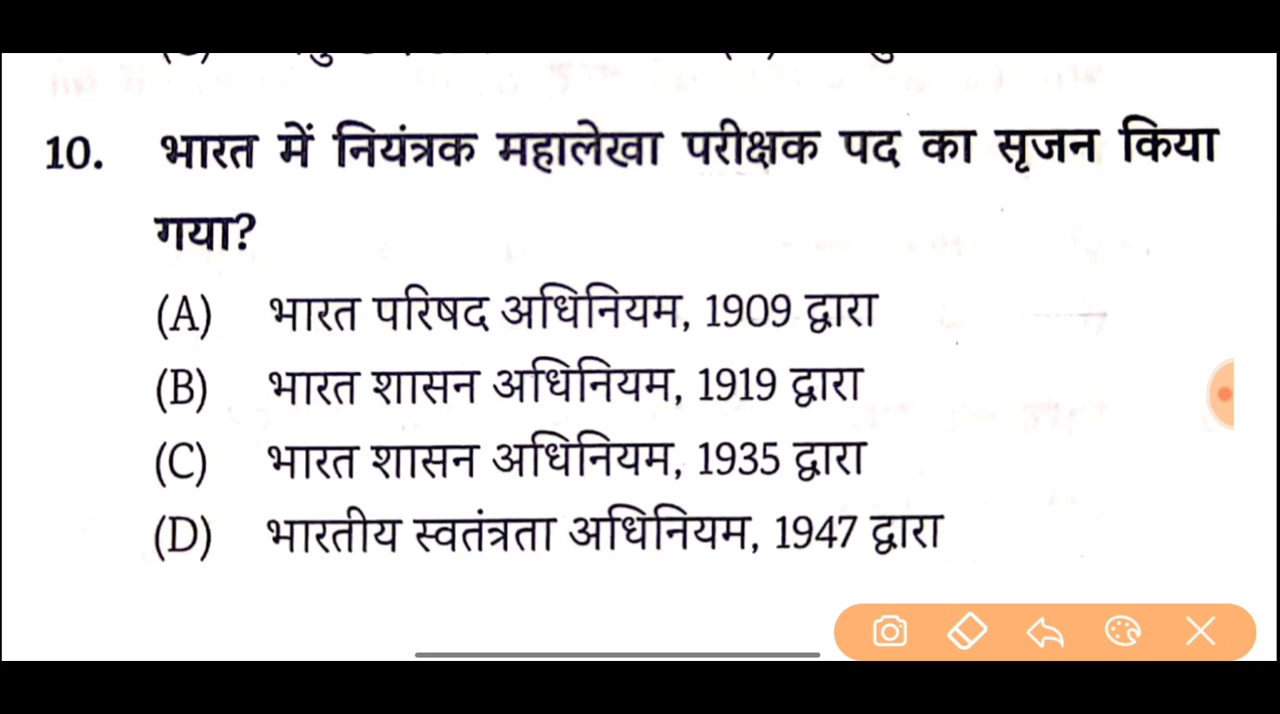 10. भारत में नियंत्रक महालेखा परीक्षक पद का सृजन किया
गया?
(A) भारत परिषद अधिनियम, 1909 द्वारा
(B) भारत शासन अधिनियम, 1919 द्वारा
(C) भारत शासन अधिनियम, 1935 द्वारा
(D) भारतीय स्वतंत्रता अधिनियम, 1947 द्वारा